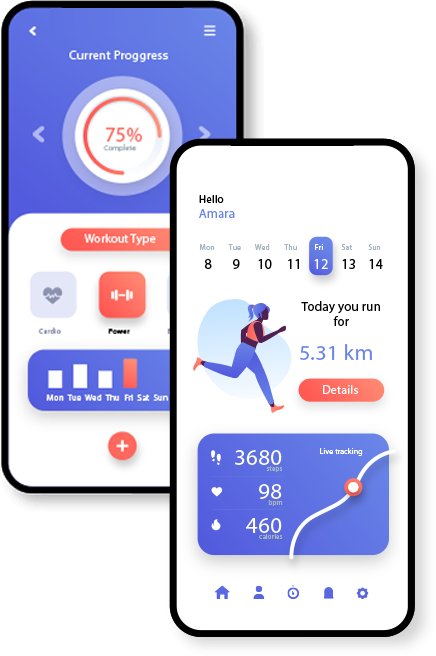 Current Proggress
75%
Complete
Workout Type
Cardio
Power
Mon Tue Wed Thu Fri Sat Sun
Hello
Amara
Mon Tue Wed Thu Fri Sat Sun
8 9 10 11 12 13 14
Today you run
for
5.31 km
Details
3680
steps
Live tracking
98
bpm
460
calories